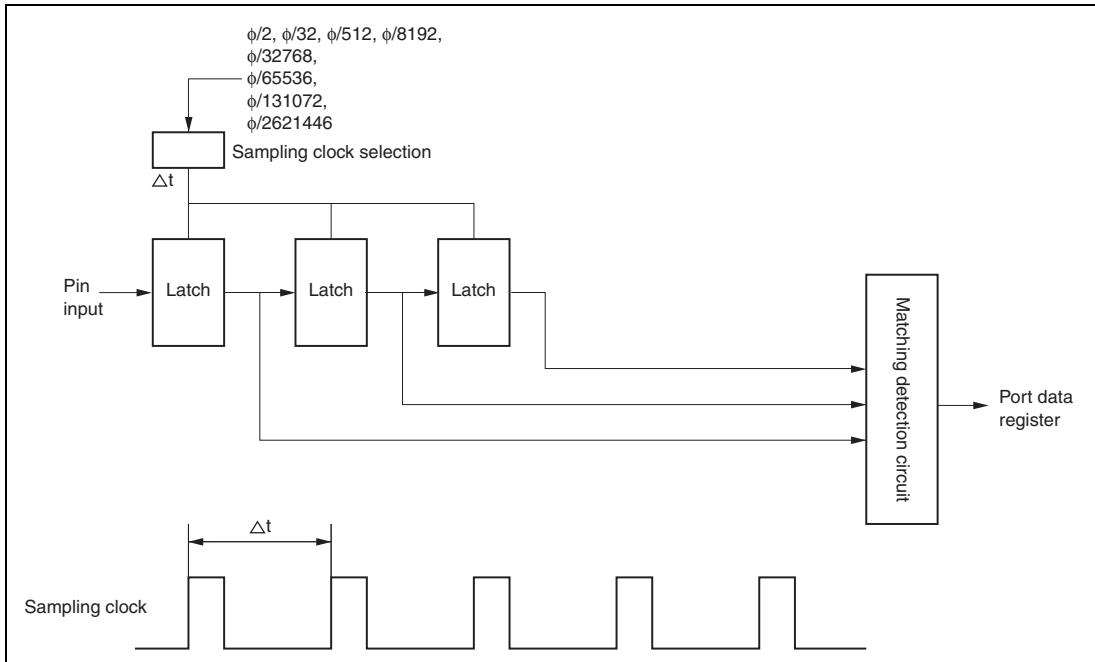 ϕ/2, ϕ/32, ϕ/512, ϕ/8192,
ϕ/32768,
ϕ/65536,
ϕ/131072,
ϕ/2621446
Sampling clock selection
△t
Pin
input
Latch
Latch
Latch
Matching detection circuit
Port data
register
△t
Sampling clock